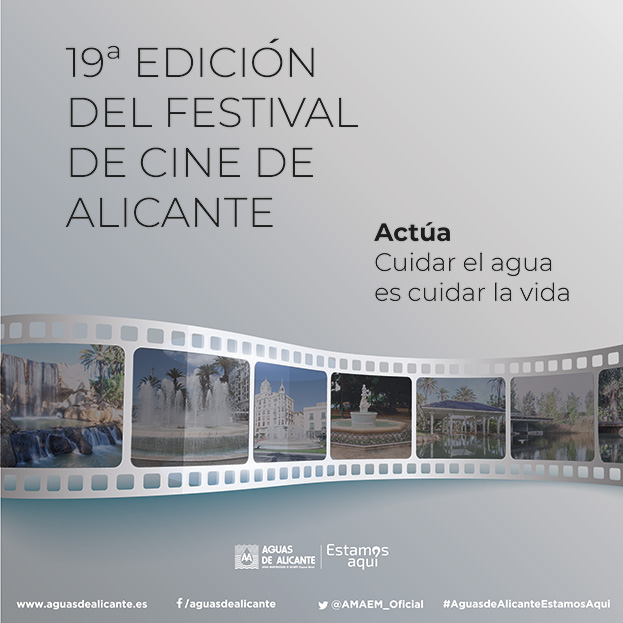 19ª EDICIÓN
DEL FESTIVAL
DE CINE DE
ALICANTE
Actúa
Cuidar el agua
es cuidar la vida
AGUAS
DE ALICANTE
Estamos
aquí
www.aguasdealicante.es
/aguasdealicante
@AMAEM_Oficial
#AguasdeAlicanteEstamosAquí